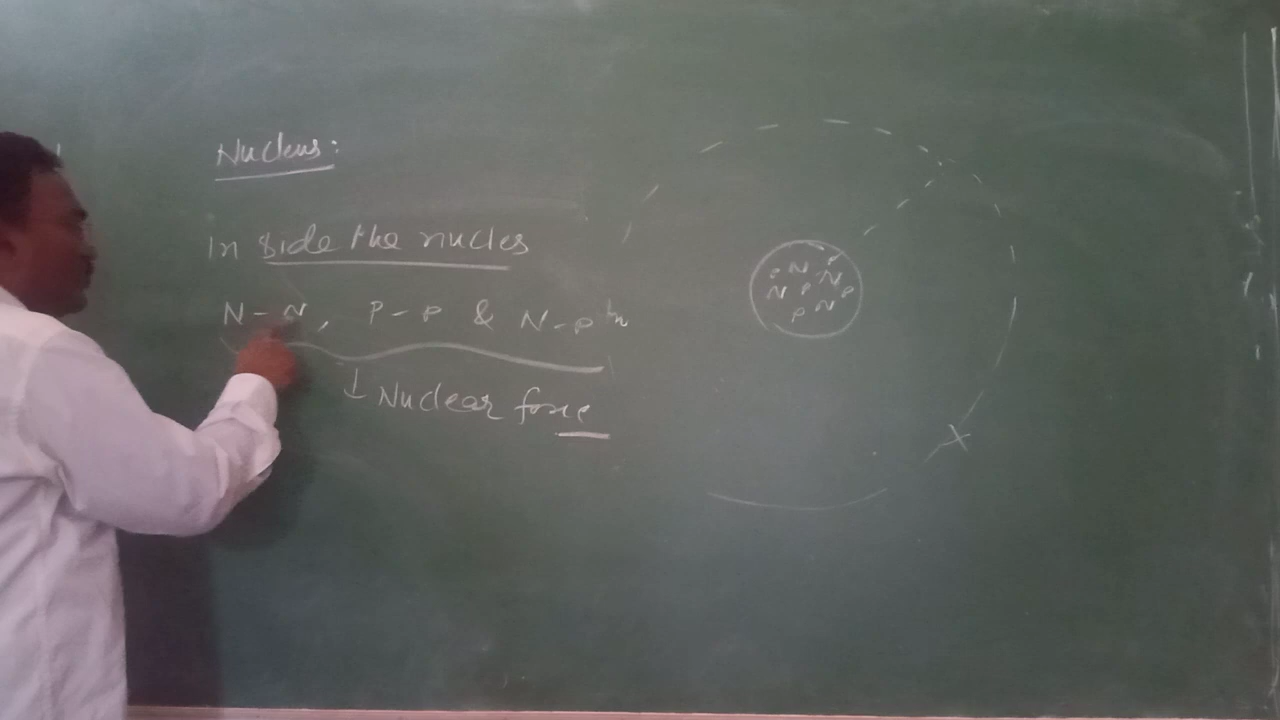 Nucleus:
In side the nucles
N - N, P - P & N - P
↓ Nuclear force
P N P
N P N P
P N